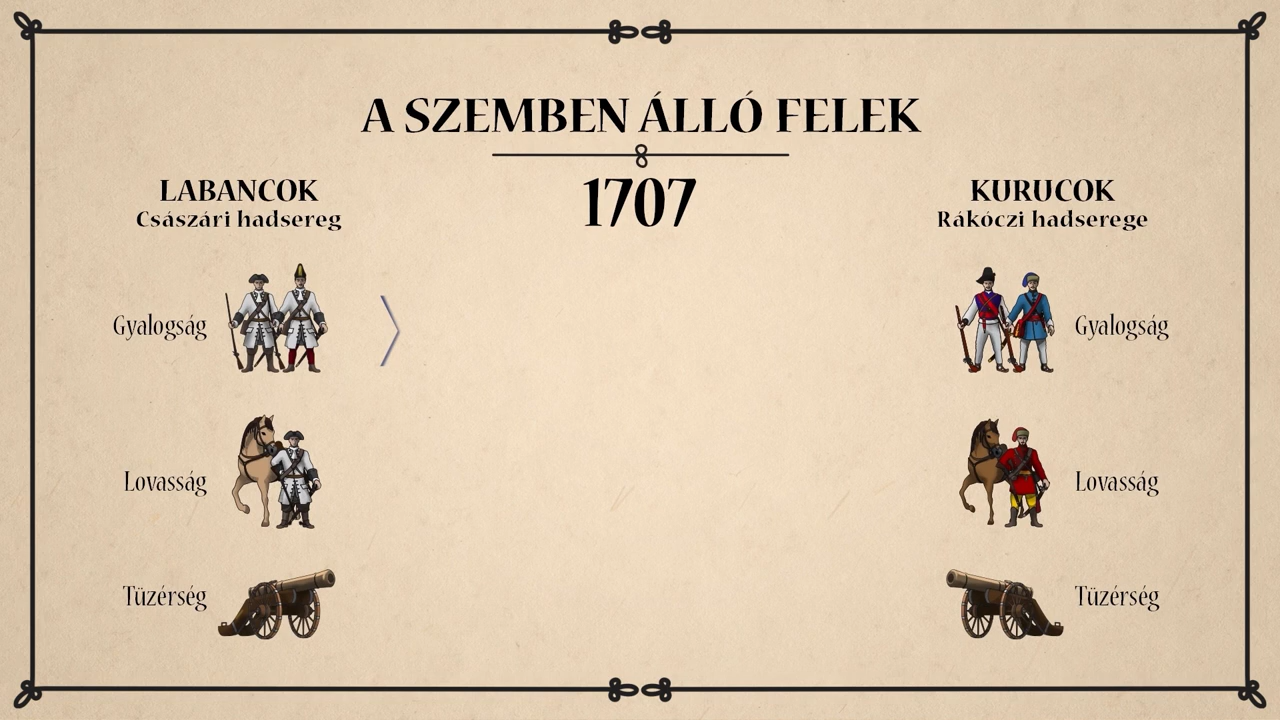 A SZEMBEN ÁLLÓ FELEK
1707
LABANCOK
Császári hadsereg
Gyalogság
Lovasság
Tüzérség
KURUCOK
Rákóczi hadserege
Gyalogság
Lovasság
Tüzérség